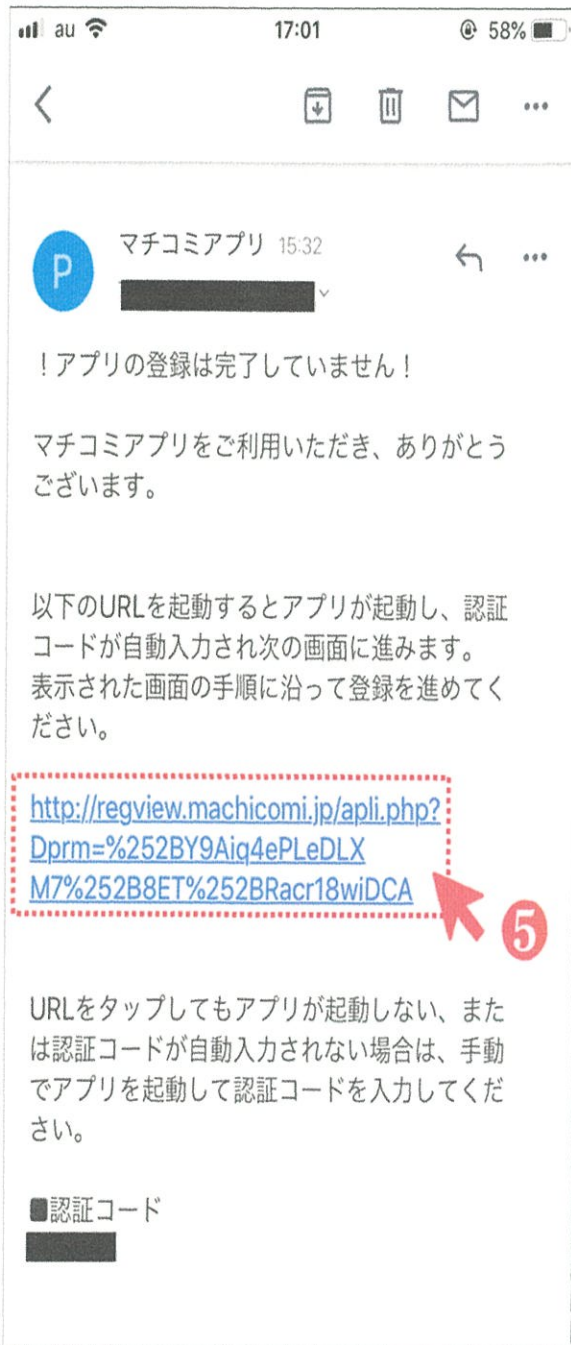 au 17:01 58%
P マチコミアプリ 15:32
!アプリの登録は完了していません!
マチコミアプリをご利用いただき、ありがとう
ございます。
以下のURLを起動するとアプリが起動し、認証
コードが自動入力され次の画面に進みます。
表示された画面の手順に沿って登録を進めてく
ださい。
http://regview.machicomi.jp/apli.php?
Dprm=%252BY9Aiq4ePLeDLX
M7%252B8ET%252BRacr18wiDCA
5
URLをタップしてもアプリが起動しない、また
は認証コードが自動入力されない場合は、手動
でアプリを起動して認証コードを入力してくだ
さい。
■認証コード